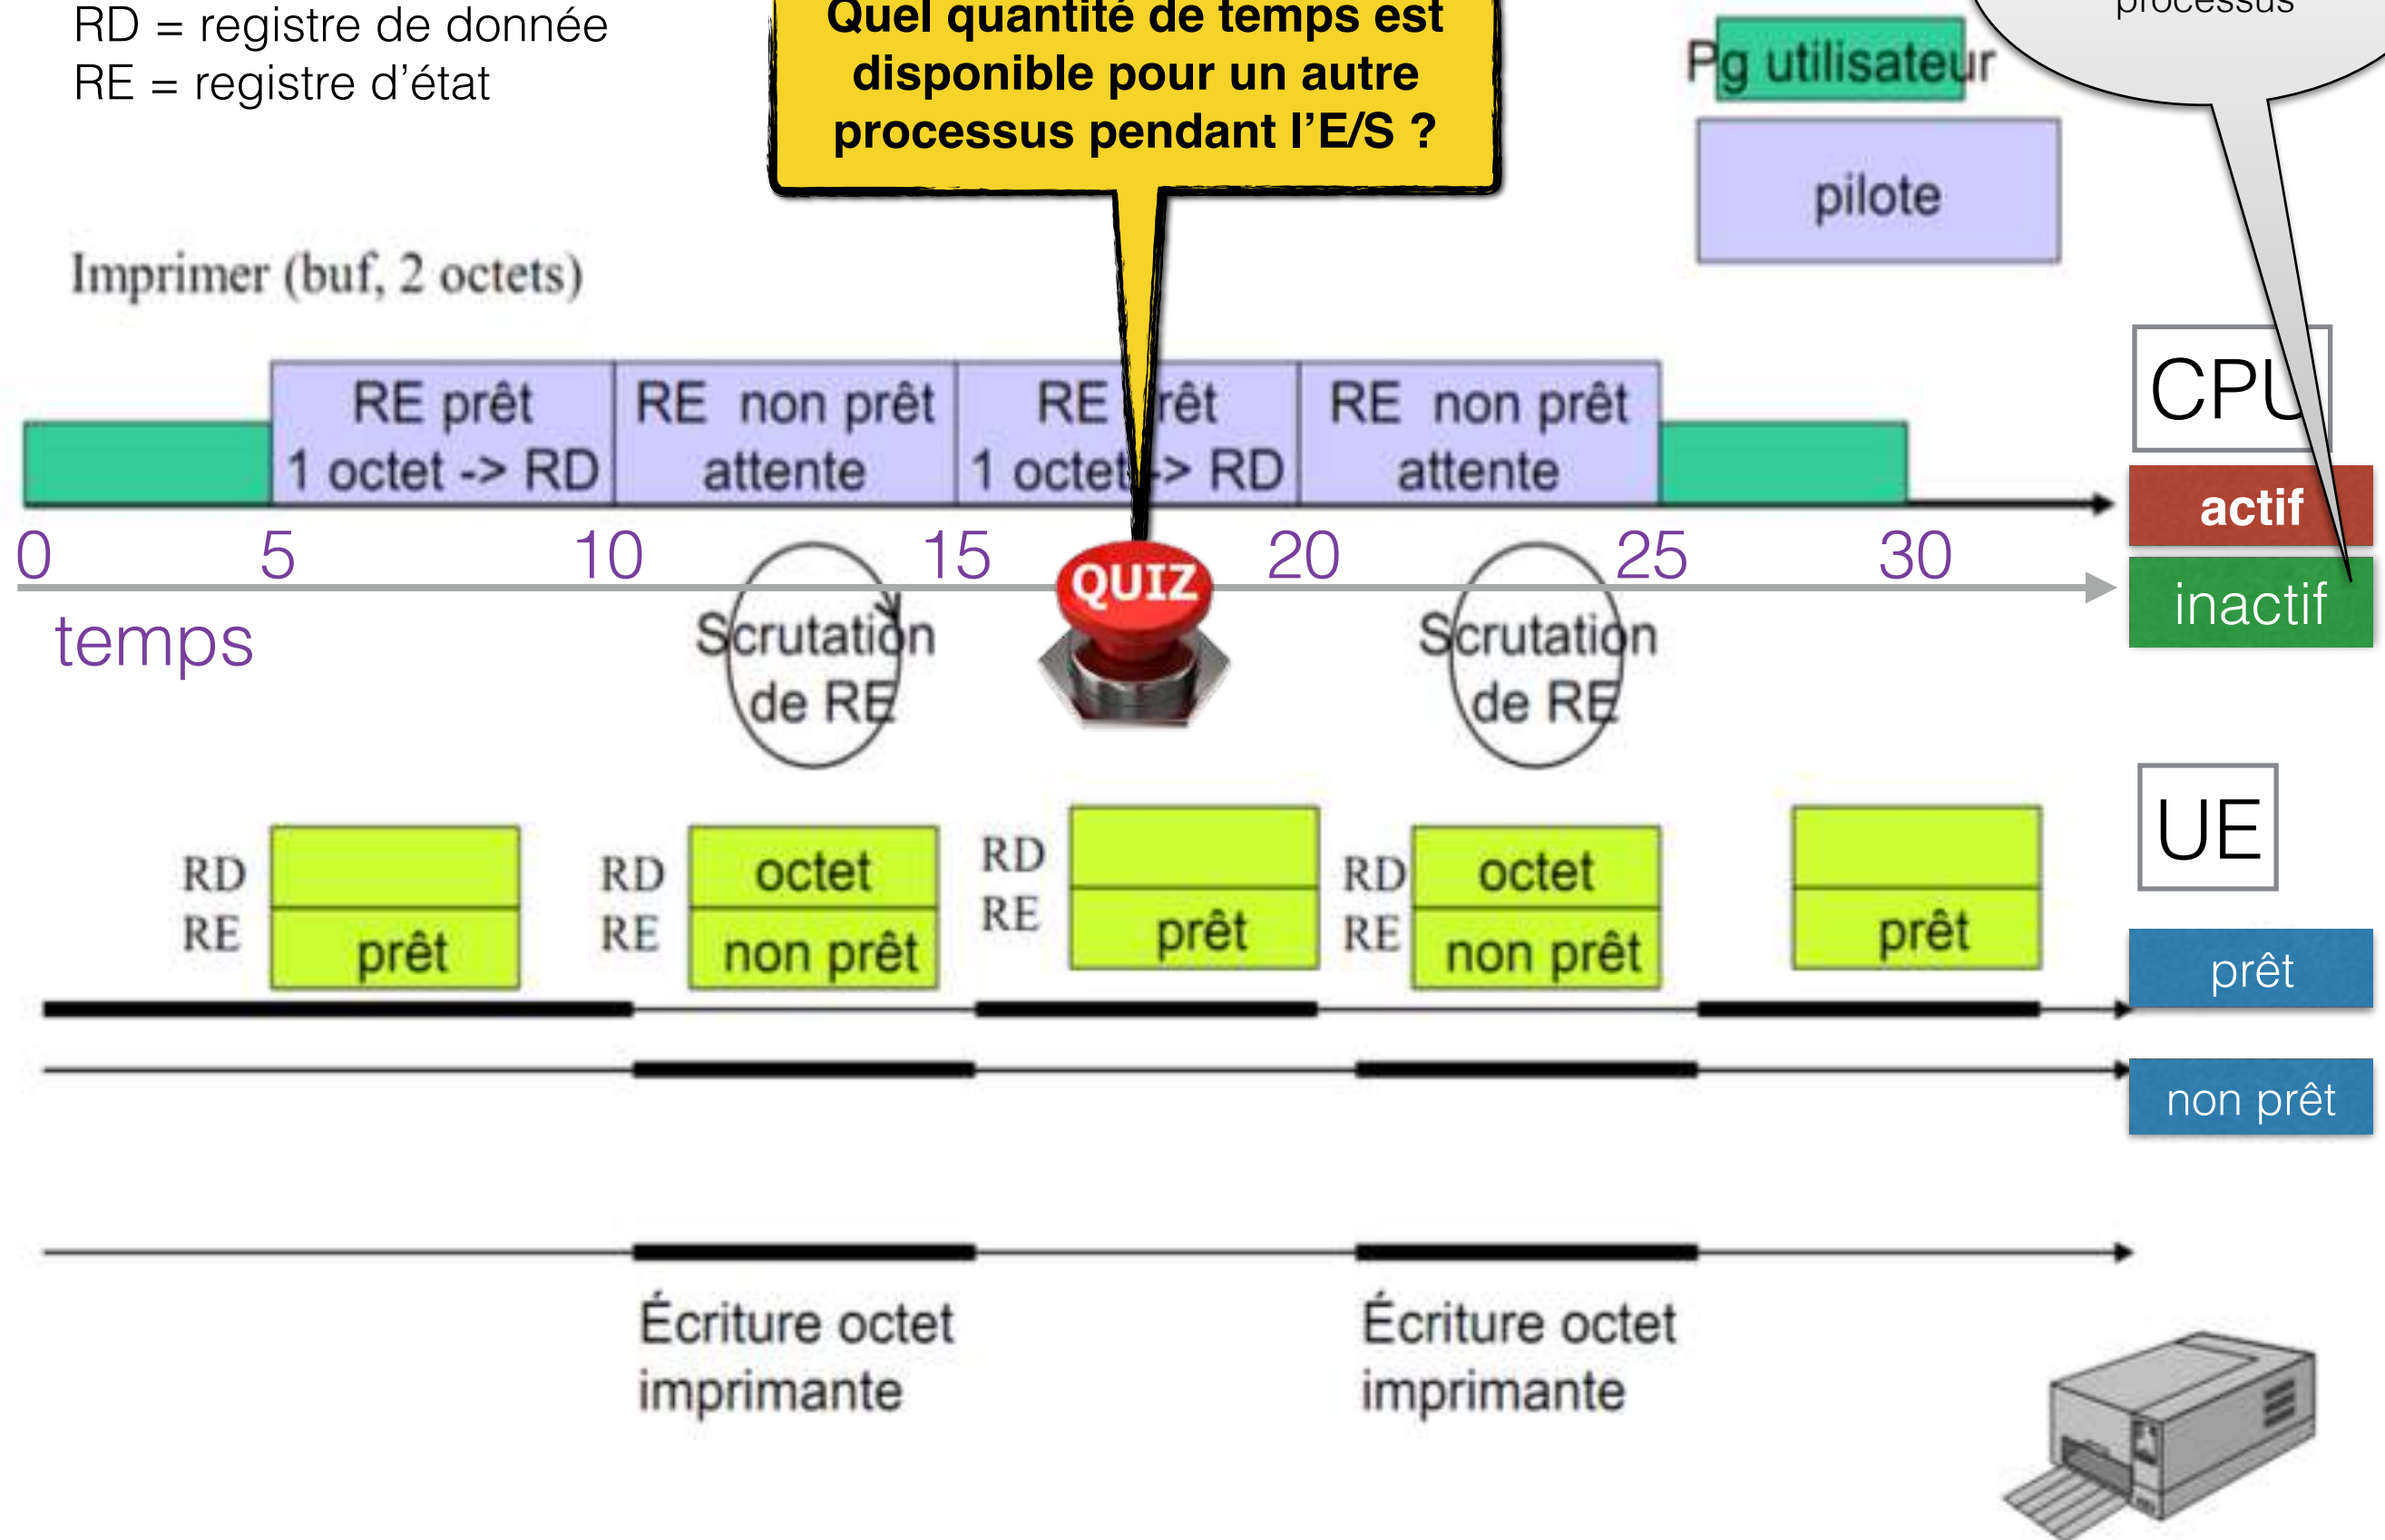 RD = registre de donnée
RE = registre d'état
Quel quantité de temps est
disponible pour un autre
processus pendant l'E/S ?
processus
Pg utilisateur
pilote
Imprimer (buf, 2 octets)
RE prêt
1 octet -> RD
RE non prêt
attente
RE prêt
1 octet -> RD
RE non prêt
attente
CPU
actif
inactif
0 5 10 15 20 25 30
temps
Scrutation
de RE
QUIZ
Scrutation
de RE
RD
RE
prêt
RD
RE
octet
non prêt
RD
RE
prêt
RD
RE
octet
non prêt
prêt
UE
prêt
non prêt
Écriture octet
imprimante
Écriture octet
imprimante